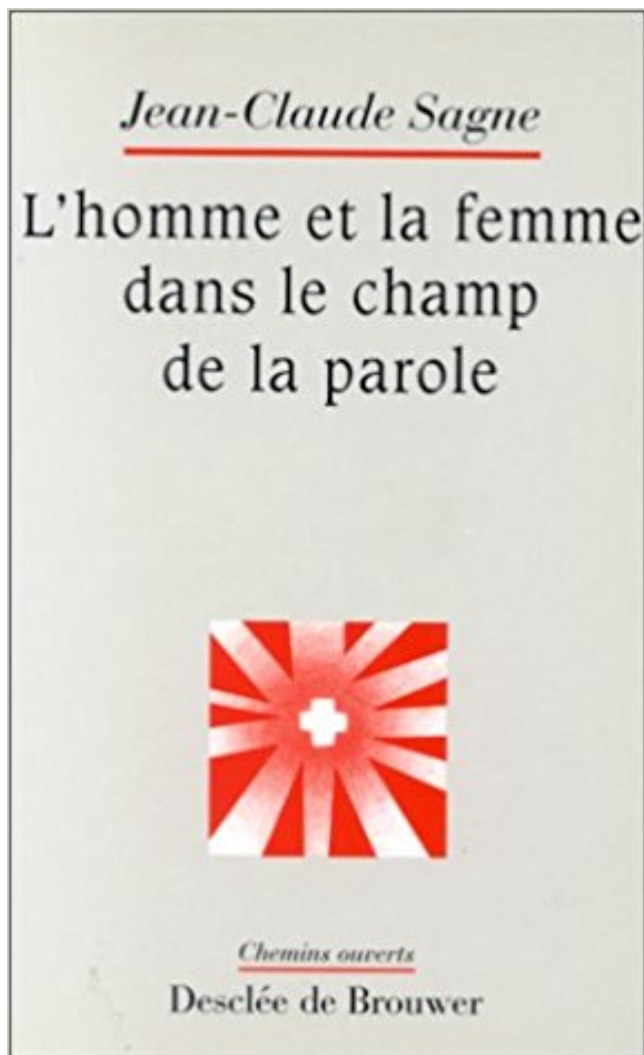 Jean-Claude Sagne
L'homme et la femme
dans le champ
de la parole
Chemins ouverts
Desclée de Brouwer